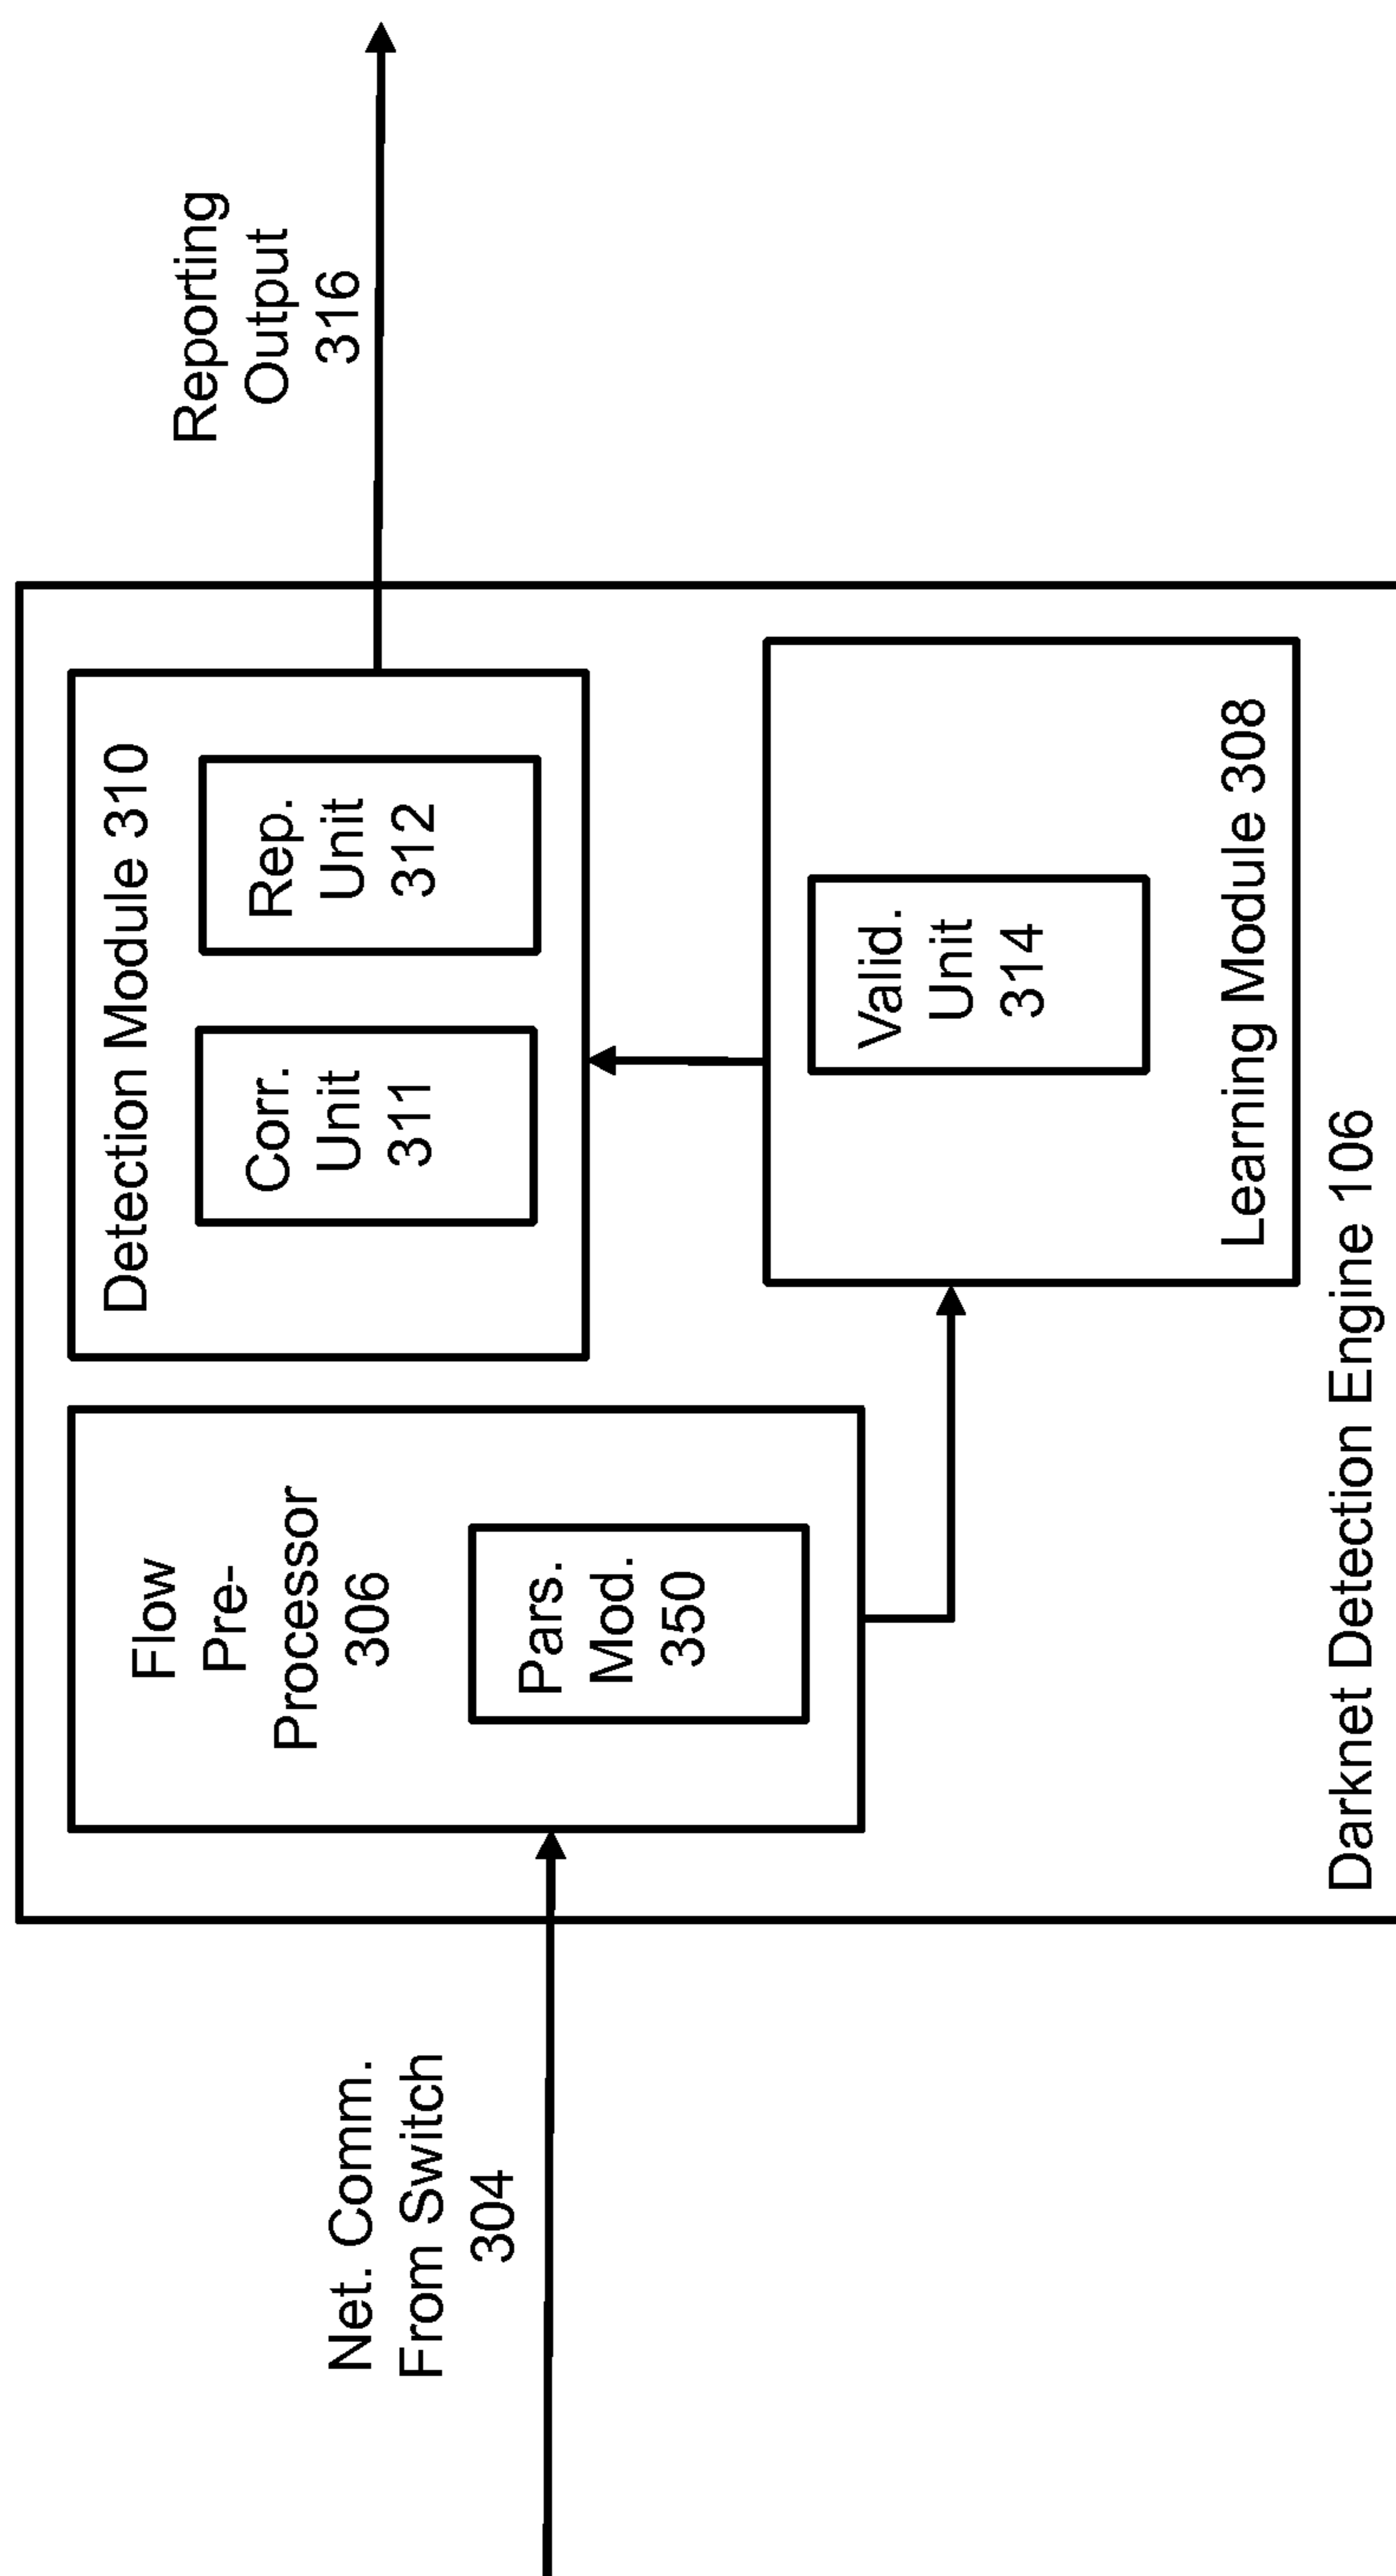 Net. Comm.
From Switch
304
Flow
Pre-
Processor
306
Pars.
Mod.
350
Detection Module 310
Corr.
Unit
311
Rep.
Unit
312
Valid.
Unit
314
Learning Module 308
Darknet Detection Engine 106
Reporting
Output
316